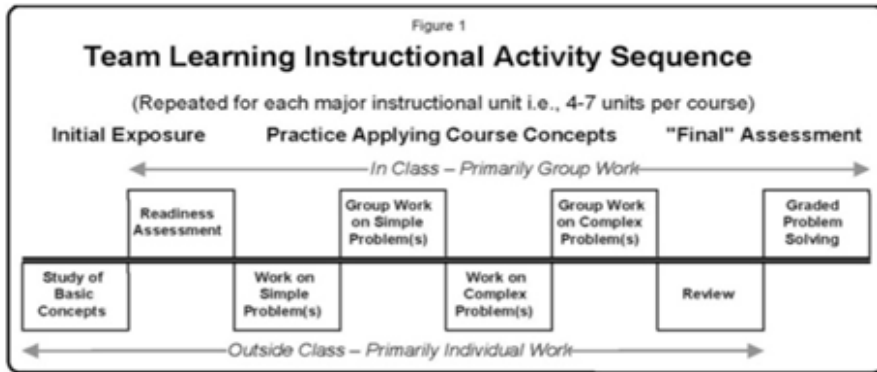 Figure 1
Team Learning Instructional Activity Sequence
(Repeated for each major instructional unit i.e., 4-7 units per course)
Initial Exposure    Practice Applying Course Concepts    "Final" Assessment
In Class – Primarily Group Work
Readiness
Assessment
Group Work
on Simple
Problem(s)
Group Work
on Complex
Problem(s)
Graded
Problem
Solving
Study of
Basic
Concepts
Work on
Simple
Problem(s)
Work on
Complex
Problem(s)
Review
Outside Class – Primarily Individual Work